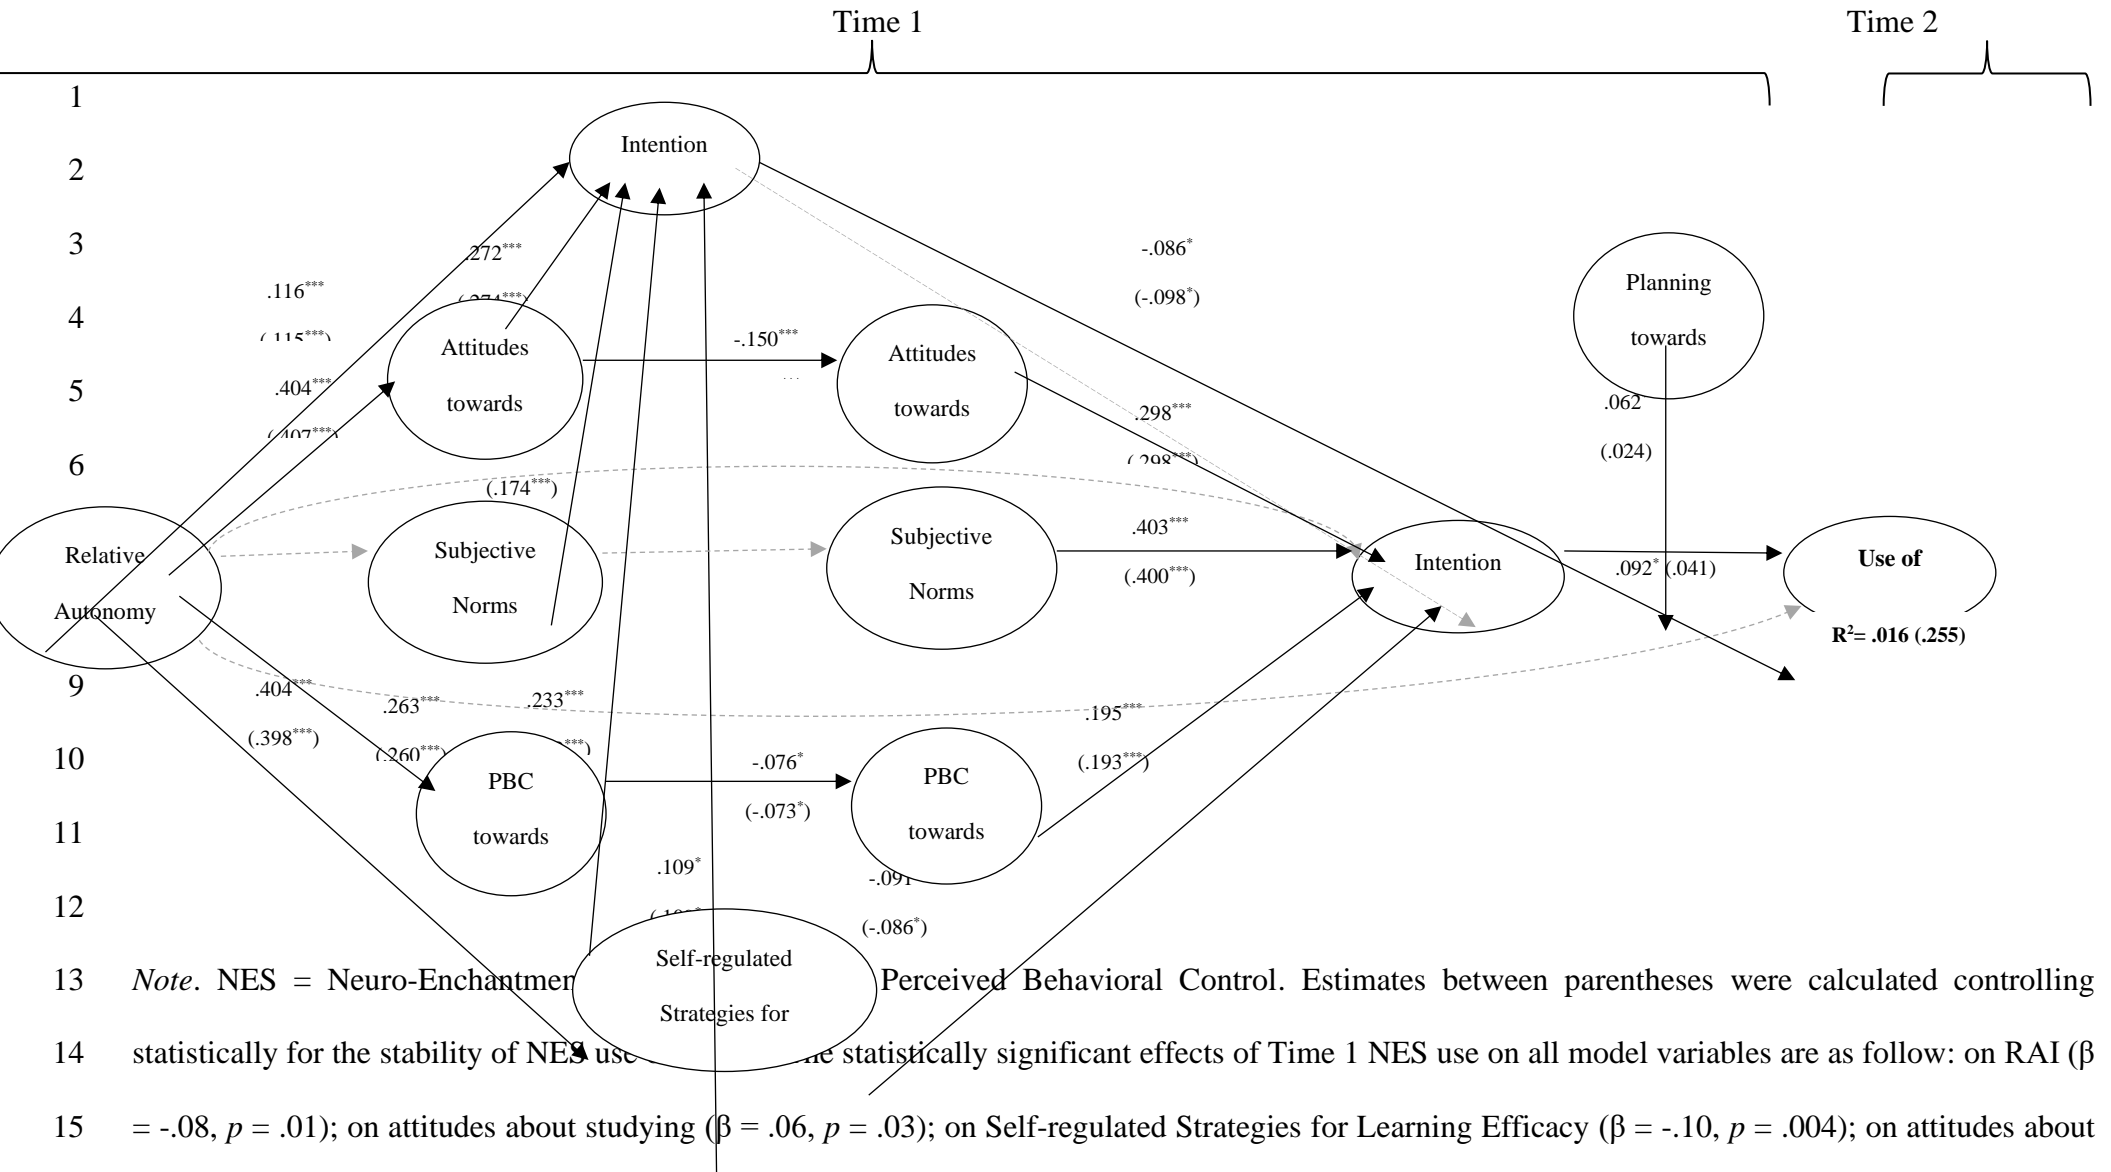 Time 1
Time 2
1
Intention
2
3
.272***
-.086*
.116***
Planning
(-.098*)
4
(.115***)
Attitudes
-.150***
Attitudes
towards
5
.404***
towards
towards
.298***
.062
(.407***)
(.298***)
(.024)
6
(.174***)
.403***
Relative
Subjective
Subjective
Intention
Use of
Autonomy
Norms
Norms
(.400***)
.092* (.041)
R²= .016 (.255)
9
.404***
.263***
.233***
.195***
(.398***)
(.260***)
***)
10
-.076*
(.193***)
PBC
PBC
(-.073*)
11
towards
towards
.109*
-.091
12
(-.086*)
Self-regulated
Strategies for
13 Note. NES = Neuro-Enchantmen Perceived Behavioral Control. Estimates between parentheses were calculated controlling
14 statistically for the stability of NES use statistically significant effects of Time 1 NES use on all model variables are as follow: on RAI (β
15 = -.08, p = .01); on attitudes about studying (β = .06, p = .03); on Self-regulated Strategies for Learning Efficacy (β = -.10, p = .004); on attitudes about